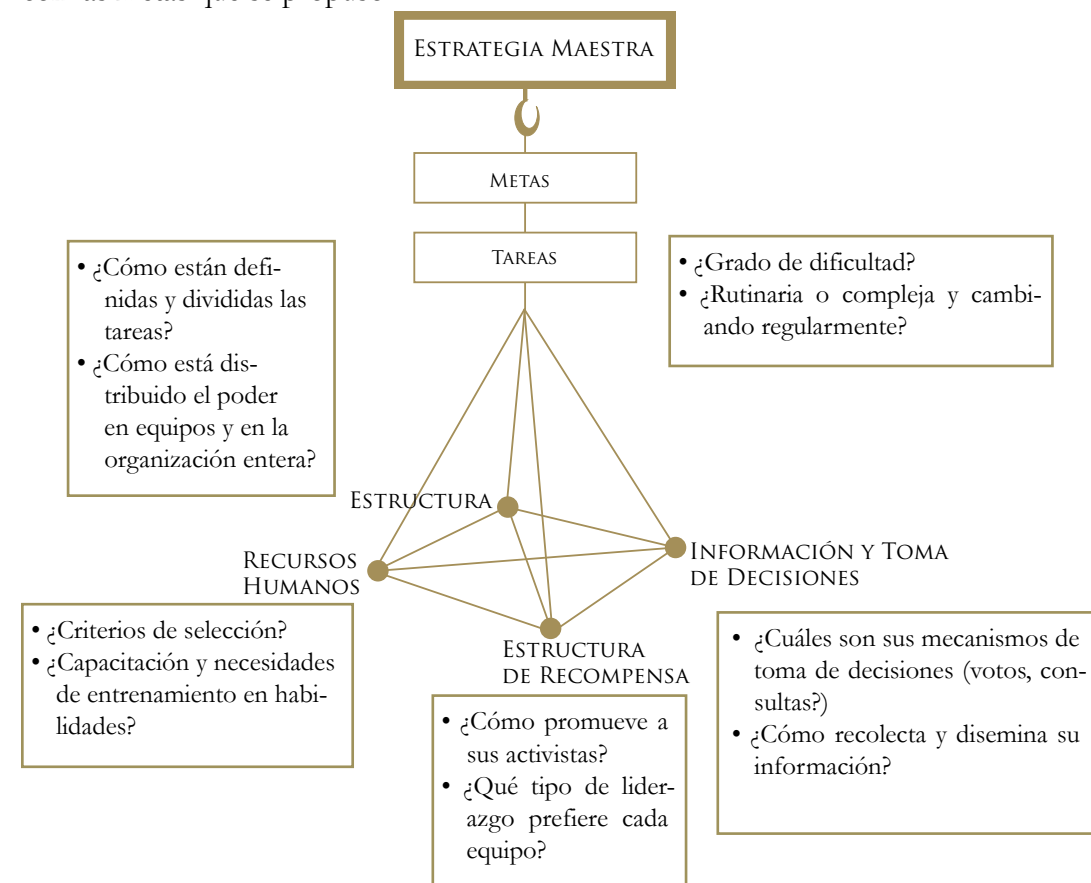 ESTRATEGIA MAESTRA
METAS
TAREAS
• ¿Cómo están defi-
nidas y divididas las
tareas?
• ¿Cómo está dis-
tribuido el poder
en equipos y en la
organización entera?
• ¿Grado de dificultad?
• ¿Rutinaria o compleja y cambi-
ando regularmente?
ESTRUCTURA
RECURSOS
HUMANOS
INFORMACIÓN Y TOMA
DE DECISIONES
ESTRUCTURA
DE RECOMPENSA
• ¿Criterios de selección?
• ¿Capacitación y necesidades
de entrenamiento en habi-
lidades?
• ¿Cómo promueve a
sus activistas?
• ¿Qué tipo de lider-
azgo prefiere cada
equipo?
• ¿Cuáles son sus mecanismos de
toma de decisiones (votos, con-
sultas?)
• ¿Cómo recolecta y disemina su
información?